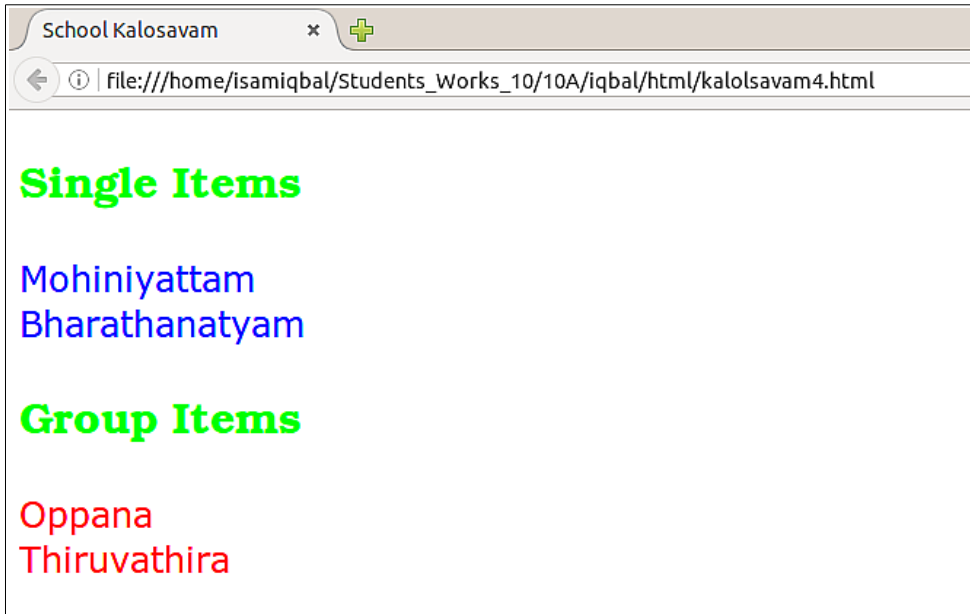 School Kalosavam
file:///home/isamiqbal/Students_Works_10/10A/iqbal/html/kalolsavam4.html
Single Items
Mohiniyattam
Bharathanatyam
Group Items
Oppana
Thiruvathira